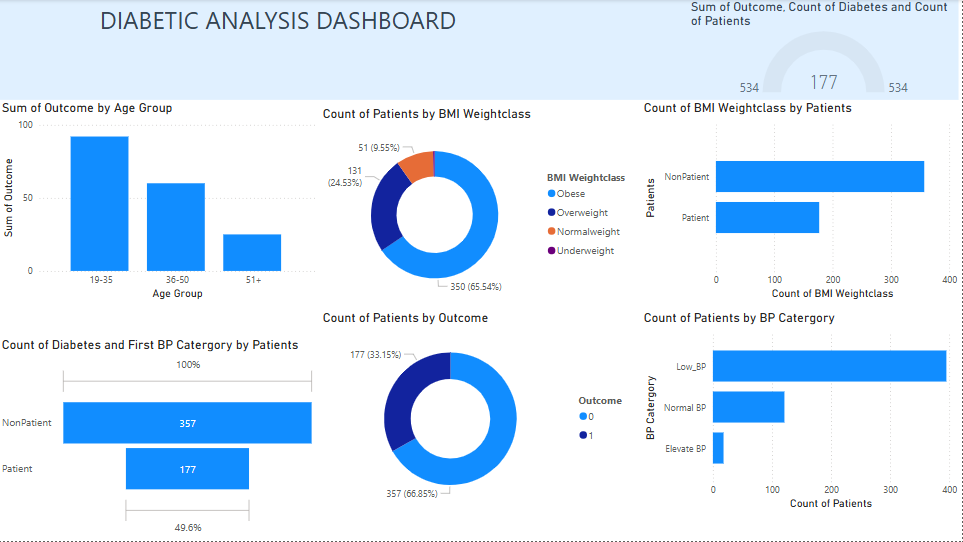 DIABETIC ANALYSIS DASHBOARD
Sum of Outcome, Count of Diabetes and Count
of Patients
534
177
534
Sum of Outcome by Age Group
Sum of Outcome
100
50
0
19-35
36-50
51+
Age Group
Count of Patients by BMI Weightclass
51 (9.55%)
131
(24.53%)
350 (65.54%)
BMI Weightclass
Obese
Overweight
Normalweight
Underweight
Count of BMI Weightclass by Patients
Patients
NonPatient
Patient
0
100
200
300
400
Count of BMI Weightclass
Count of Diabetes and First BP Catergory by Patients
100%
NonPatient
357
Patient
177
49.6%
Count of Patients by Outcome
177 (33.15%)
357 (66.85%)
Outcome
0
1
Count of Patients by BP Catergory
BP Catergory
Low_BP
Normal BP
Elevate BP
0
100
200
300
400
Count of Patients